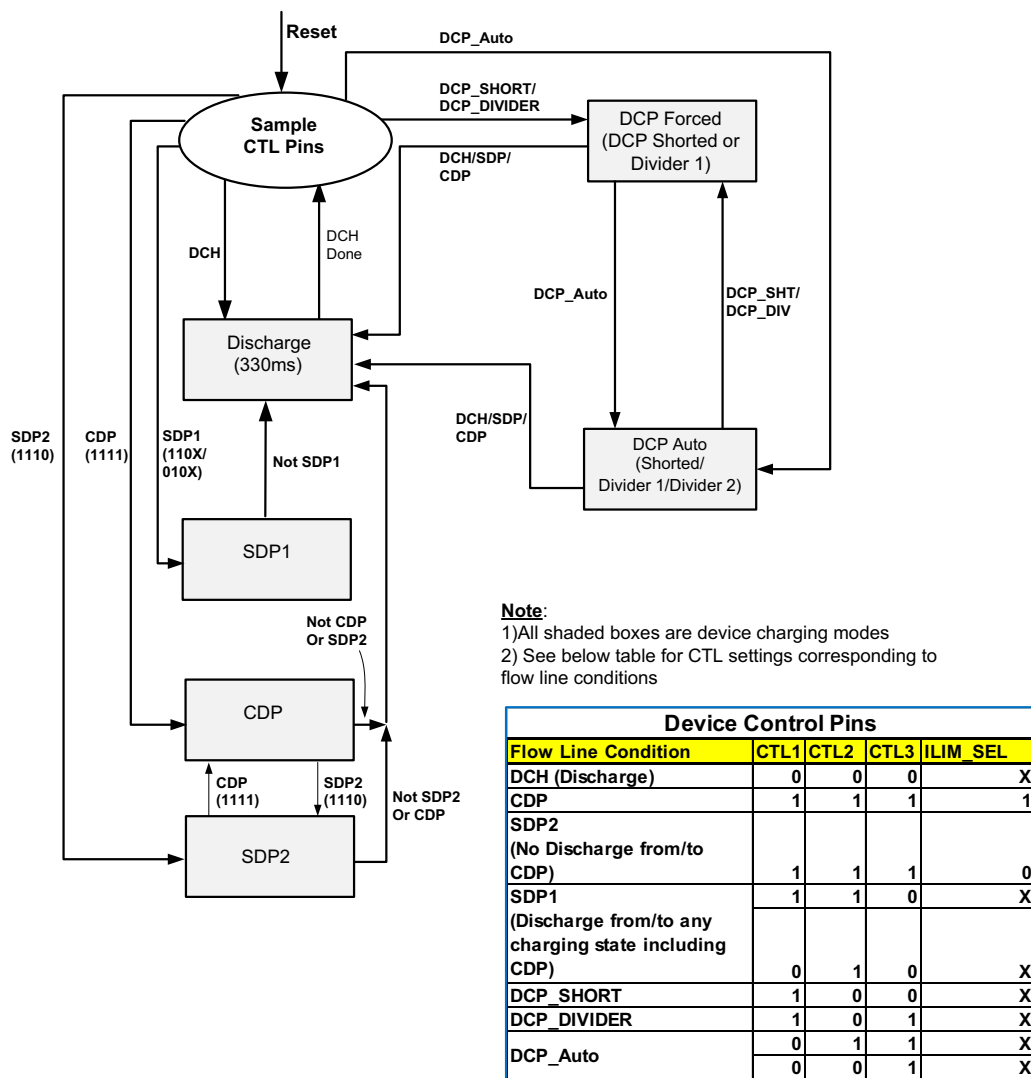 Reset
DCP_Auto
DCP_SHORT/
DCP_DIVIDER
Sample
CTL Pins
DCP Forced
(DCP Shorted or
Divider 1)
DCH/SDP/
CDP
DCH
DCH
Done
DCP_Auto
DCP_SHT/
DCP_DIV
Discharge
(330ms)
SDP2
(1110)
CDP
(1111)
SDP1
(110X/
010X)
Not SDP1
DCH/SDP/
CDP
DCP Auto
(Shorted/
Divider 1/Divider 2)
SDP1
Not CDP
Or SDP2
CDP
CDP
(1111)
SDP2
(1110)
Not SDP2
Or CDP
SDP2
Note:
1)All shaded boxes are device charging modes
2) See below table for CTL settings corresponding to
flow line conditions
Device Control Pins
Flow Line Condition CTL1 CTL2 CTL3 ILIM_SEL
DCH (Discharge) 0 0 0 X
CDP 1 1 1 1
SDP2
(No Discharge from/to
CDP) 1 1 1 0
SDP1 1 1 0 X
(Discharge from/to any
charging state including
CDP) 0 1 0 X
DCP_SHORT 1 0 0 X
DCP_DIVIDER 1 0 1 X
DCP_Auto 0 1 1 X
0 0 1 X